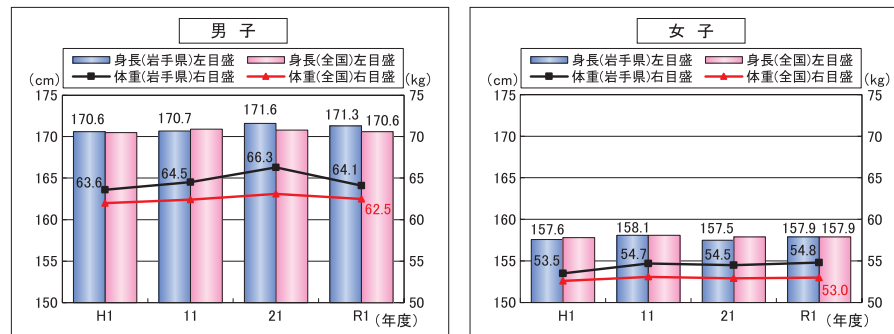 男 子
身長(岩手県)左目盛 身長(全国)左目盛
体重(岩手県)右目盛 体重(全国)右目盛
(cm) (kg)
175 75
170 70
165 65
160 60
155 55
150 50
170.6 170.7 171.6 171.3 170.6
63.6 64.5 66.3 64.1
62.5
H1 11 21 R1 (年度)
女 子
身長(岩手県)左目盛 身長(全国)左目盛
体重(岩手県)右目盛 体重(全国)右目盛
(cm) (kg)
175 75
170 70
165 65
160 60
155 55
150 50
157.6 158.1 157.5 157.9 157.9
53.5 54.7 54.5 54.8
53.0
H1 11 21 R1 (年度)